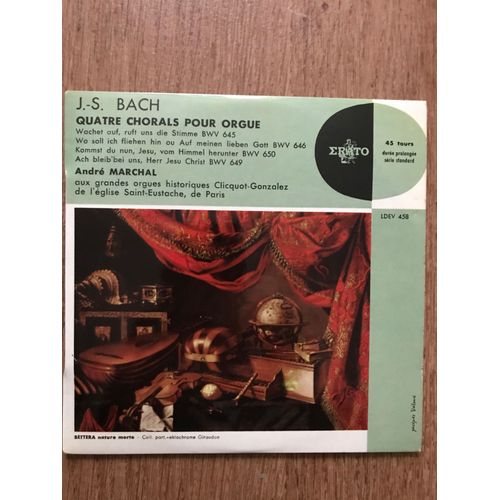 J.-S. BACH
QUATRE CHORALS POUR ORGUE
Wachet auf, ruft uns die Stimme BWV 645
Wo soll ich fliehen hin ou Auf meinen lieben Gott BWV 646
Kommst du nun, Jesu, vom Himmel herunter BWV 650
Ach bleib'bei uns, Herr Jesu Christ BWV 649
André MARCHAL
aux grandes orgues historiques Clicquot-Gonzalez
de l'église Saint-Eustache, de Paris
ΣRATO
45 tours
durée prolongée
série standard
LDEV 458
BETTERA nature morte - Coll. part.-ektachrome Giraudon